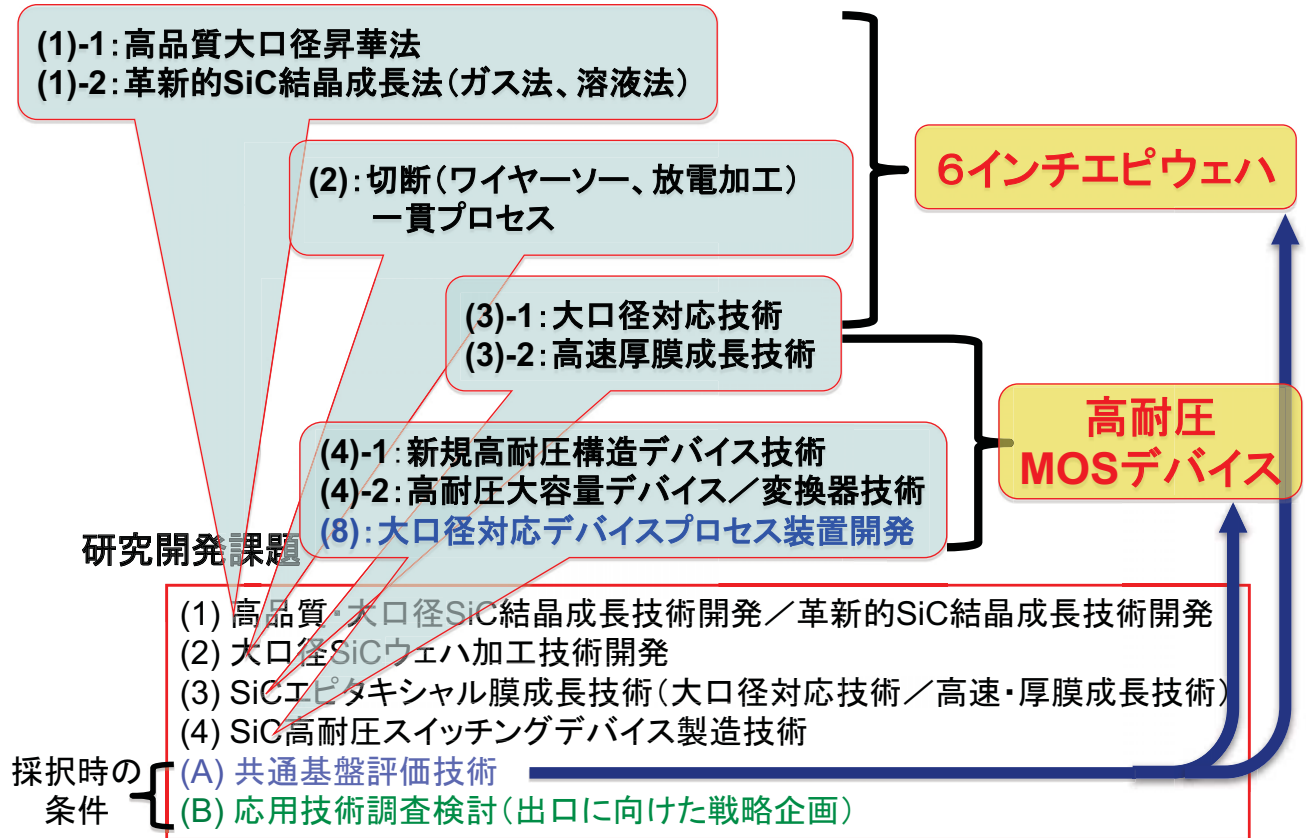 (1)-1:高品質大口径昇華法
(1)-2:革新的SiC結晶成長法(ガス法、溶液法)
(2):切断(ワイヤーソー、放電加工)
一貫プロセス
6インチエピウェハ
(3)-1:大口径対応技術
(3)-2:高速厚膜成長技術
高耐圧
MOSデバイス
(4)-1:新規高耐圧構造デバイス技術
(4)-2:高耐圧大容量デバイス/変換器技術
(8):大口径対応デバイスプロセス装置開発
研究開発課題
(1) 高品質・大口径SiC結晶成長技術開発/革新的SiC結晶成長技術開発
(2) 大口径SiCウェハ加工技術開発
(3) SiCエピタキシャル膜成長技術(大口径対応技術/高速・厚膜成長技術)
(4) SiC高耐圧スイッチングデバイス製造技術
採択時の
条件
(A) 共通基盤評価技術
(B) 応用技術調査検討(出口に向けた戦略企画)